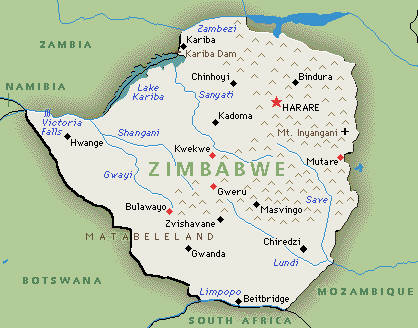 Zambezi
ZAMBIA
Kariba
Kariba Dam
Chinhoyi
Bindura
NAMIBIA
Lake
Kariba
Sanyati
HARARE
Kadoma
Victoria
Falls
Shangani
Mt. Inyangani
Hwange
Kwekwe
Mutare
ZIMBABWE
Gwayi
Gweru
Save
Bulawayo
Masvingo
Zvishavane
MATABELELAND
Chiredzi
Gwanda
Lundi
BOTSWANA
Limpopo
MOZAMBIQUE
Beitbridge
SOUTH AFRICA